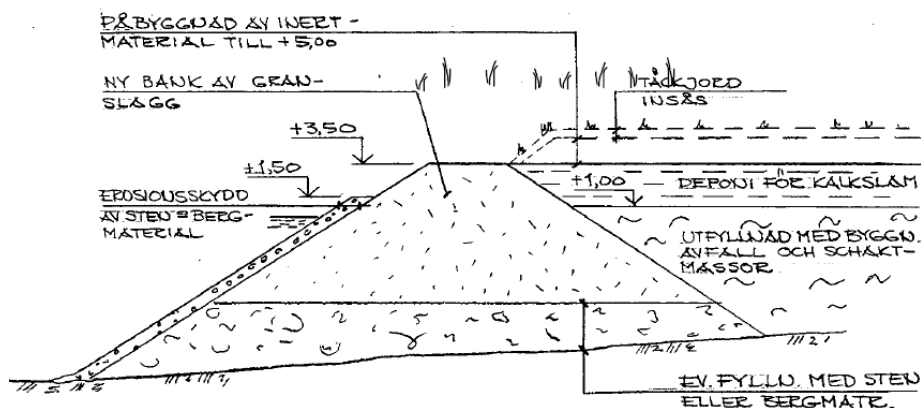 PÅBYGGNAD AV INERT-
MATERIAL TILL +5,00
NY BANK AV GRAN-
SLAGG
TÄCKJORD
INSÅS
+3,50
±1,50
+1,00
EROSIONSSKYDD
AV STEN = BERG-
MATERIAL
DEPONI FÖR KALKSLAM
UTFYLLNAD MED BYGGN.
AVFALL OCH SCHAKT-
MASSOR
EV. FYLLN. MED STEN
ELLER BERGMATR.